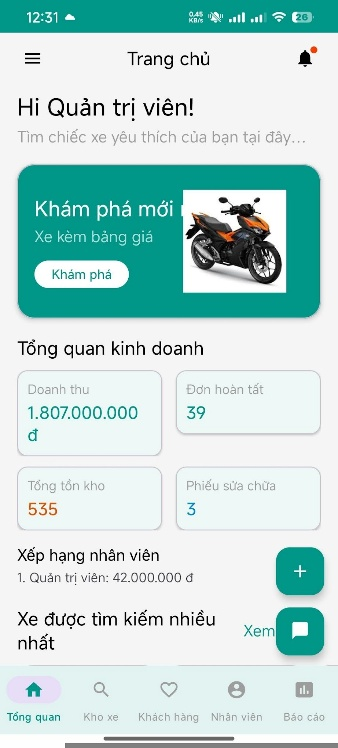 12:31
0,45
KB/s
26
Trang chủ
Hi Quản trị viên!
Tìm chiếc xe yêu thích của bạn tại đây...
Khám phá mới
Xe kèm bảng giá
Khám phá
Tổng quan kinh doanh
Doanh thu
1.807.000.000
đ
Đơn hoàn tất
39
Tổng tồn kho
535
Phiếu sửa chữa
3
Xếp hạng nhân viên
1. Quản trị viên: 42.000.000 đ
Xe được tìm kiếm nhiều
nhất
Xem
Tổng quan
Kho xe
Khách hàng
Nhân viên
Báo cáo